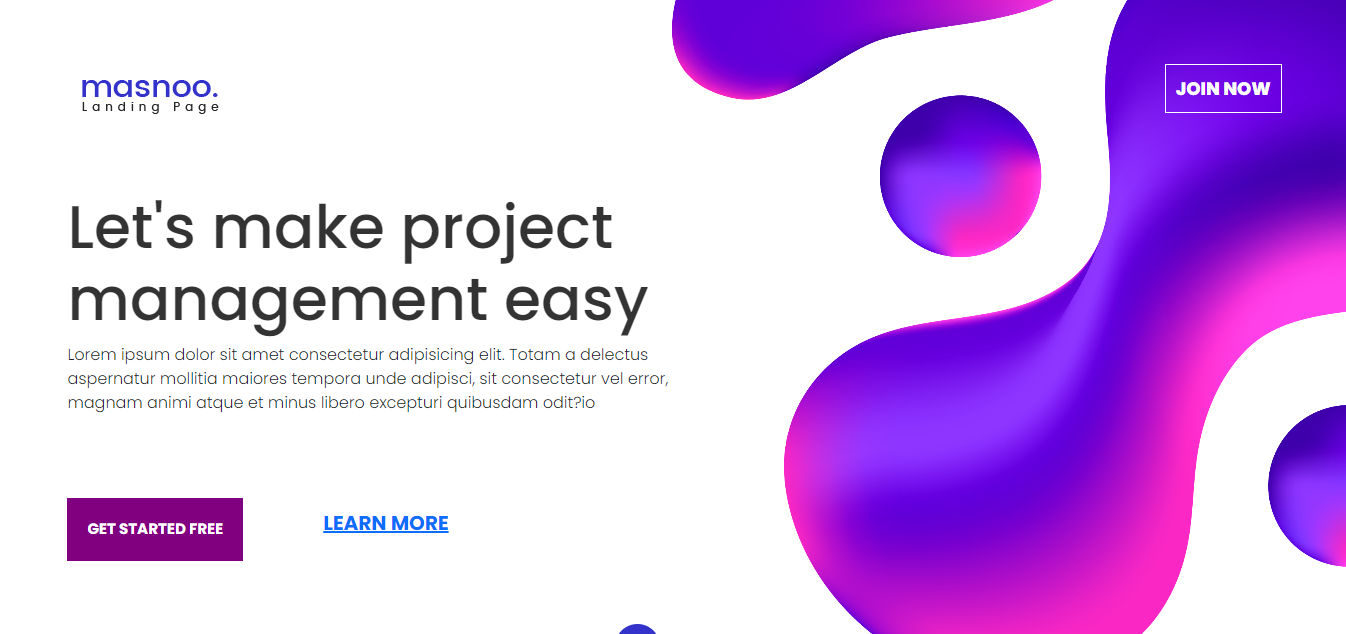 masnoo.
Landing Page
JOIN NOW
Let's make project
management easy
Lorem ipsum dolor sit amet consectetur adipisicing elit. Totam a delectus
aspernatur mollitia maiores tempora unde adipisci, sit consectetur vel error,
magnam animi atque et minus libero excepturi quibusdam odit?io
GET STARTED FREE
LEARN MORE